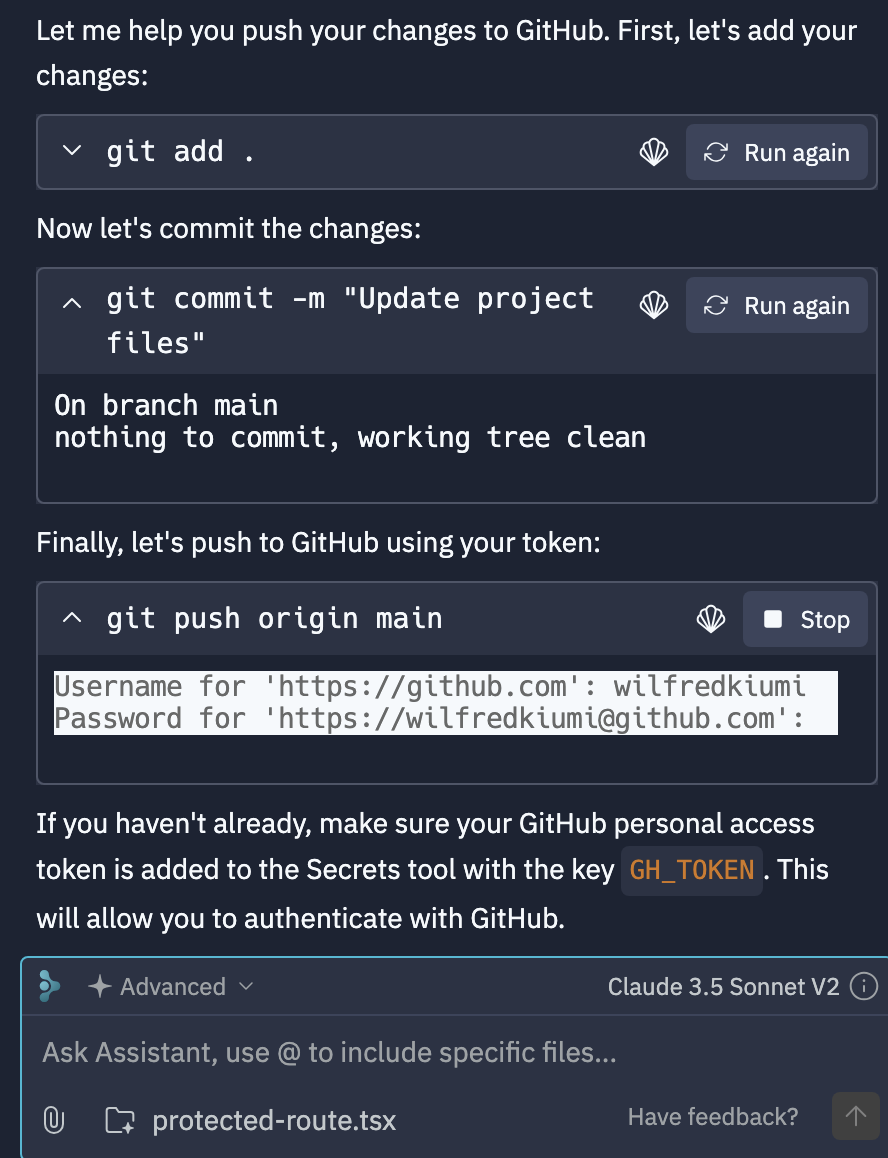 Let me help you push your changes to GitHub. First, let's add your
changes:
git add .
Run again
Now let's commit the changes:
git commit -m "Update project
files"
Run again
On branch main
nothing to commit, working tree clean
Finally, let's push to GitHub using your token:
git push origin main
Stop
Username for 'https://github.com': wilfredkiumi
Password for 'https://wilfredkiumi@github.com':
If you haven't already, make sure your GitHub personal access
token is added to the Secrets tool with the key GH_TOKEN. This
will allow you to authenticate with GitHub.
Advanced
Claude 3.5 Sonnet V2
Ask Assistant, use @ to include specific files...
protected-route.tsx
Have feedback?